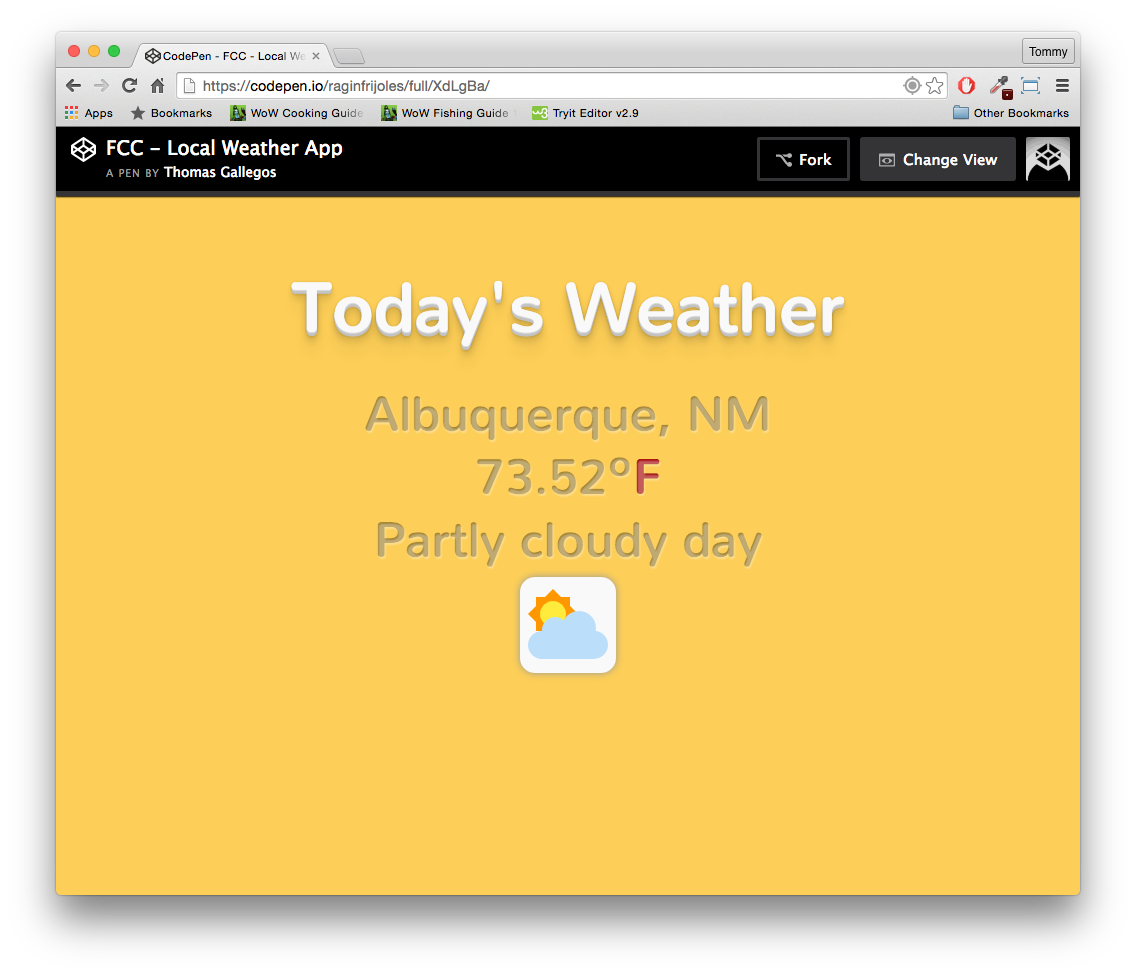 CodePen - FCC - Local We
Tommy
https://codepen.io/raginfrijoles/full/XdLgBa/
Apps Bookmarks WoW Cooking Guide WoW Fishing Guide Tryit Editor v2.9 Other Bookmarks
FCC – Local Weather App
A PEN BY Thomas Gallegos
Fork Change View
Today's Weather
Albuquerque, NM
73.52°F
Partly cloudy day